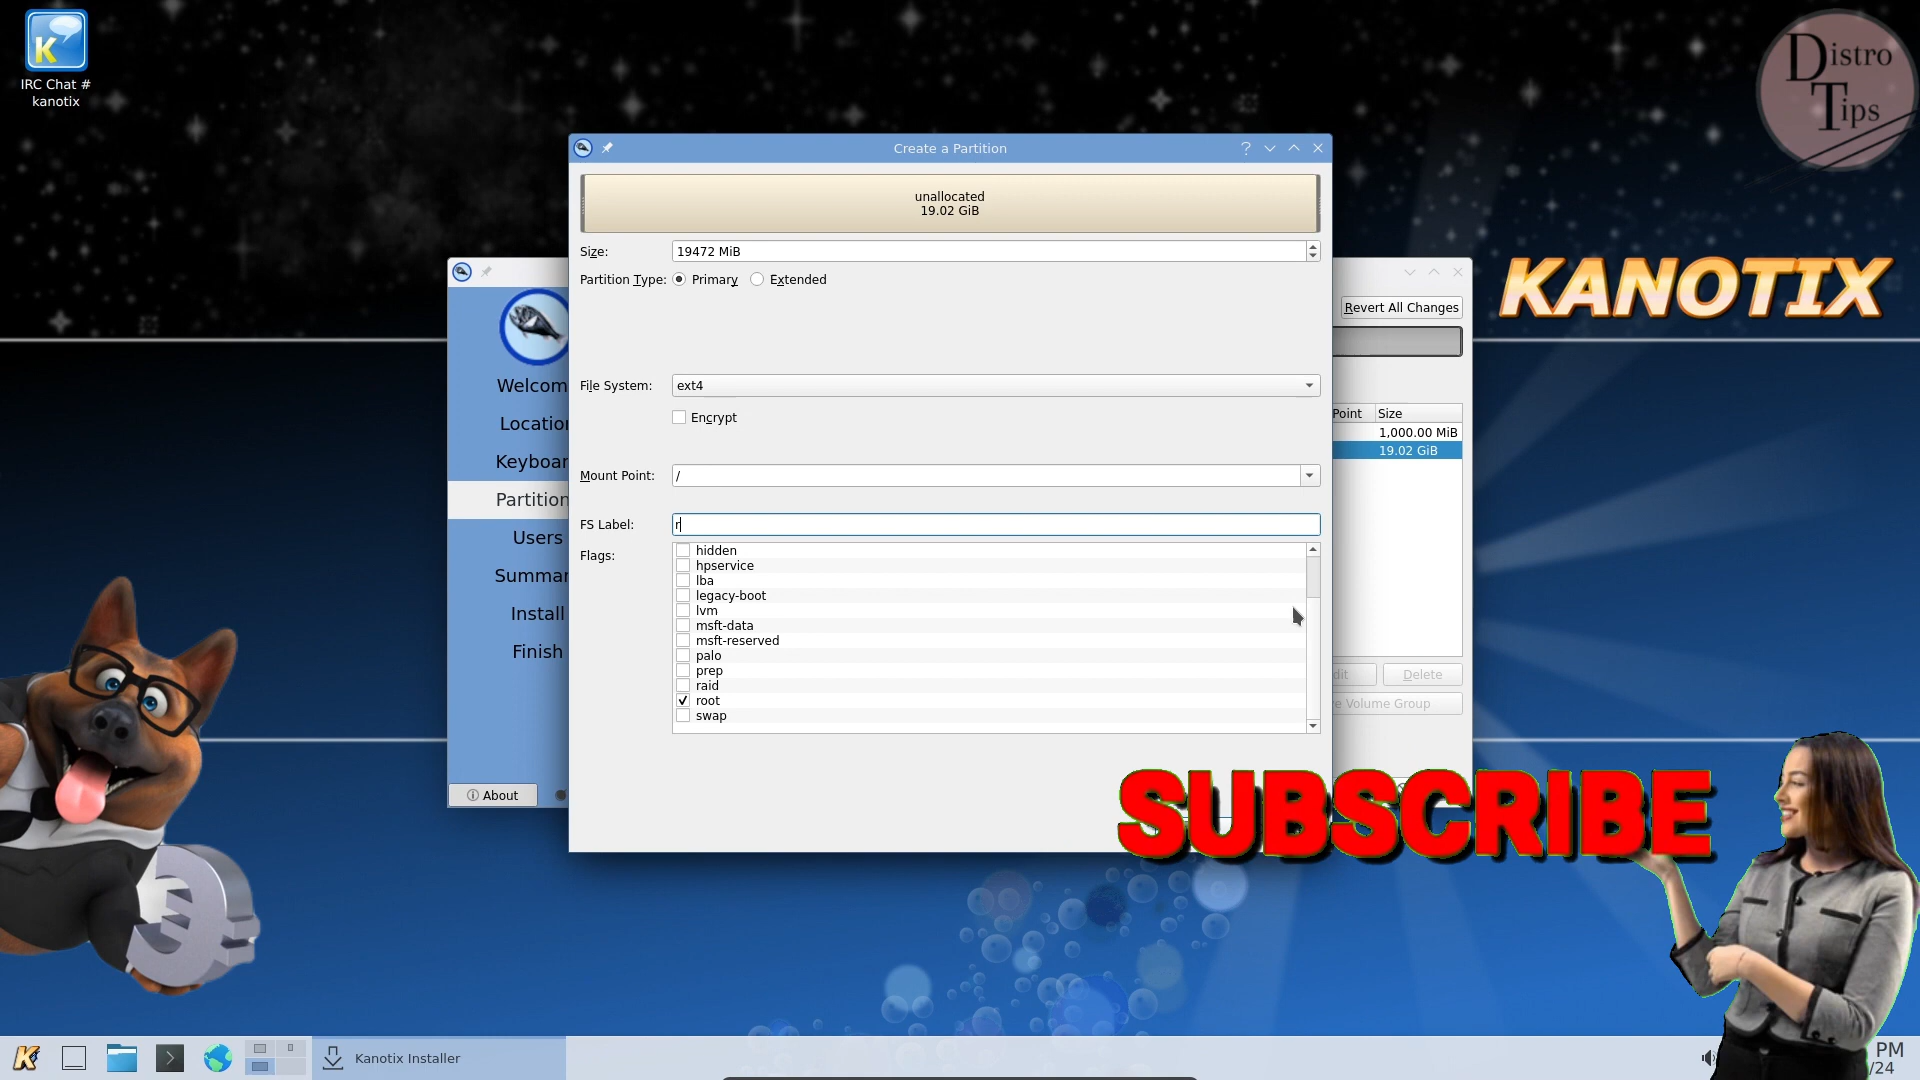 IRC Chat #
kanotix
Distro
Tips
KANOTIX
Create a Partition
unallocated
19.02 GiB
Size:
19472 MiB
Partition Type:
Primary
Extended
File System:
ext4
Encrypt
Mount Point:
/
FS Label:
r
Flags:
hidden
hpservice
lba
legacy-boot
lvm
msft-data
msft-reserved
palo
prep
raid
root
swap
Welcom
Location
Keyboar
Partition
Users
Summar
Install
Finish
About
Revert All Changes
Point
Size
1,000.00 MiB
19.02 GiB
dit
Delete
e Volume Group
SUBSCRIBE
Kanotix Installer
PM
/24